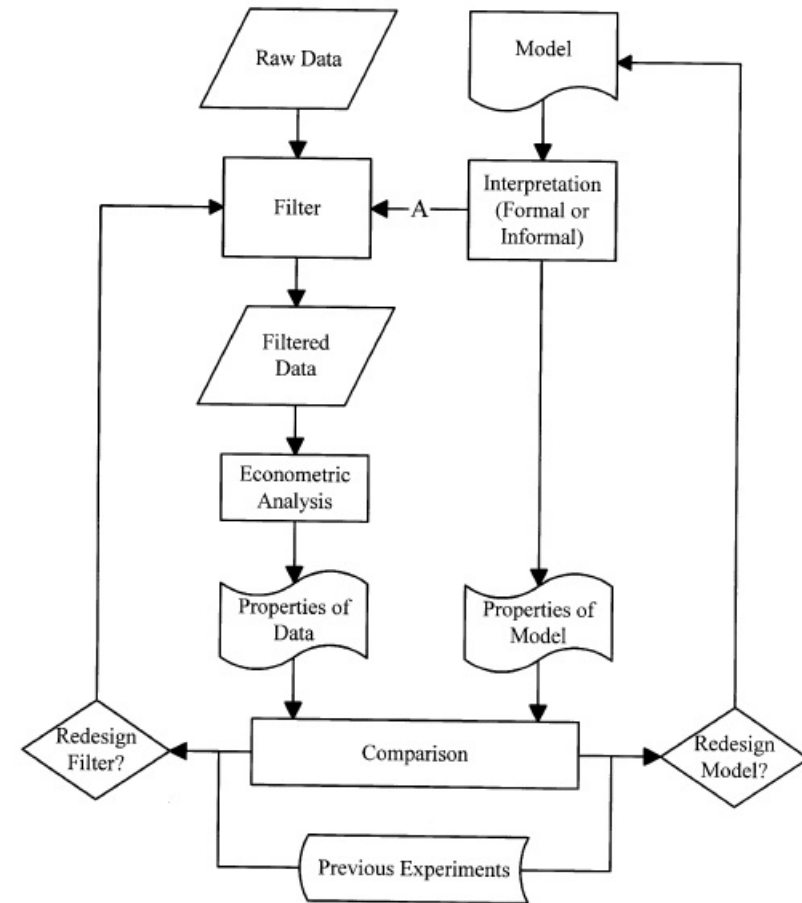 Raw Data
Model
Filter
A
Interpretation
(Formal or
Informal)
Filtered
Data
Econometric
Analysis
Properties of
Data
Properties of
Model
Redesign
Filter?
Comparison
Redesign
Model?
Previous Experiments